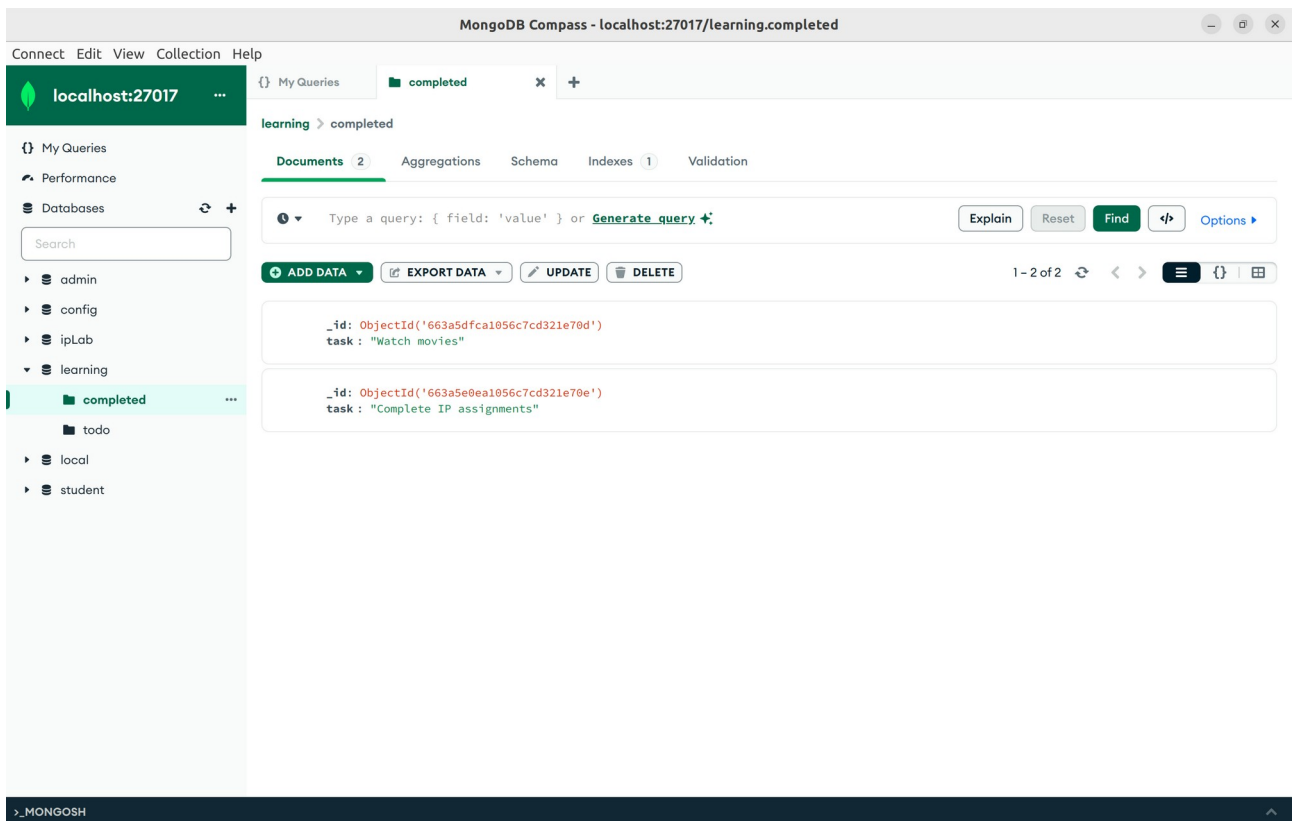 MongoDB Compass - localhost:27017/learning.completed
Connect Edit View Collection Help
localhost:27017 ...
{} My Queries
completed
learning > completed
My Queries
Performance
Databases
Search
admin
config
ipLab
learning
completed ...
todo
local
student
Documents 2 Aggregations Schema Indexes 1 Validation
Type a query: { field: 'value' } or Generate query
Explain Reset Find </> Options
ADD DATA EXPORT DATA UPDATE DELETE
1 – 2 of 2 {}
_id: ObjectId('663a5dfca1056c7cd321e70d')
task : "Watch movies"
_id: ObjectId('663a5e0ea1056c7cd321e70e')
task : "Complete IP assignments"
>_MONGOSH